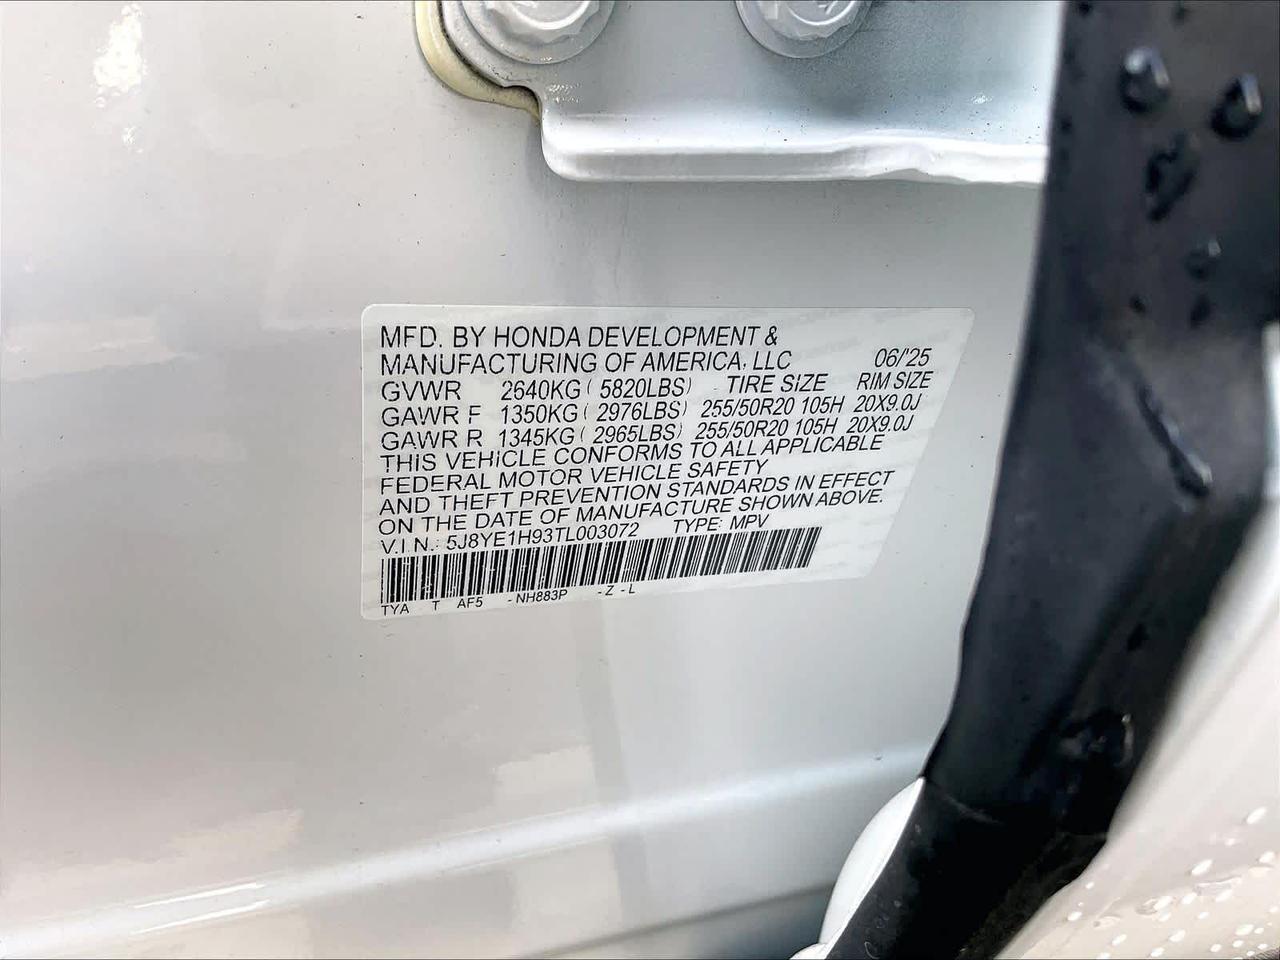 MFD. BY HONDA DEVELOPMENT &
MANUFACTURING OF AMERICA, LLC 06/'25
GVWR 2640KG ( 5820LBS) TIRE SIZE RIM SIZE
GAWR F 1350KG ( 2976LBS) 255/50R20 105H 20X9.0J
GAWR R 1345KG ( 2965LBS) 255/50R20 105H 20X9.0J
THIS VEHICLE CONFORMS TO ALL APPLICABLE
FEDERAL MOTOR VEHICLE SAFETY
AND THEFT PREVENTION STANDARDS IN EFFECT
ON THE DATE OF MANUFACTURE SHOWN ABOVE.
V.I.N.: 5J8YE1H93TL003072 TYPE: MPV
TYA T AF5 - NH883P - Z - L